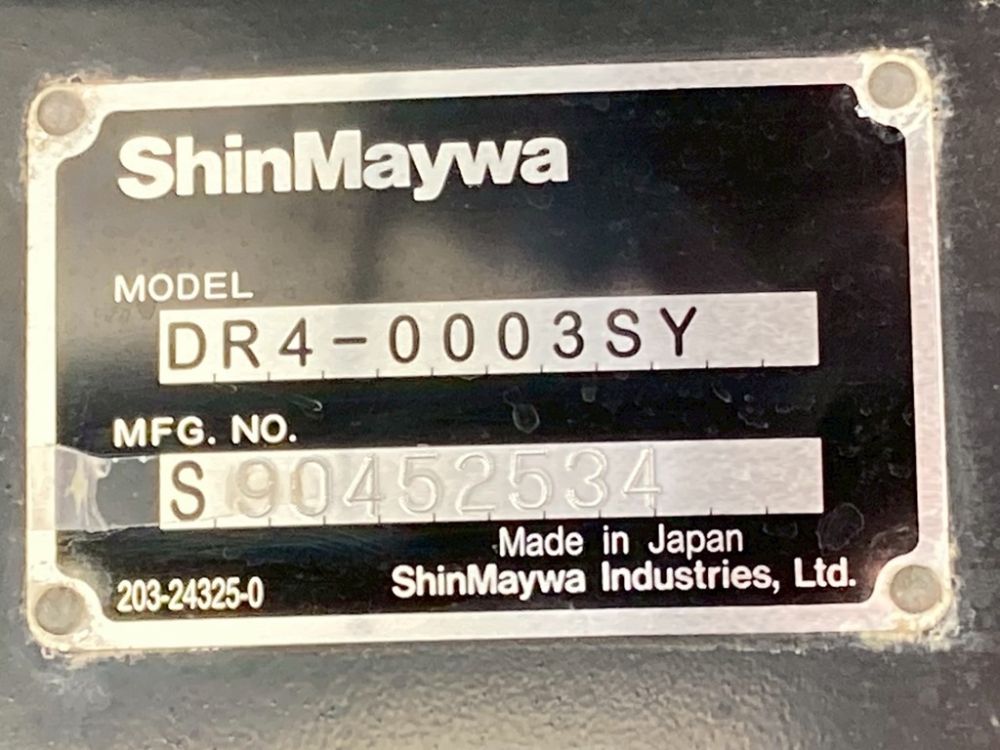 ShinMaywa
MODEL
DR4-0003SY
MFG. NO.
S 90452534
Made in Japan
203-24325-0 ShinMaywa Industries, Ltd.